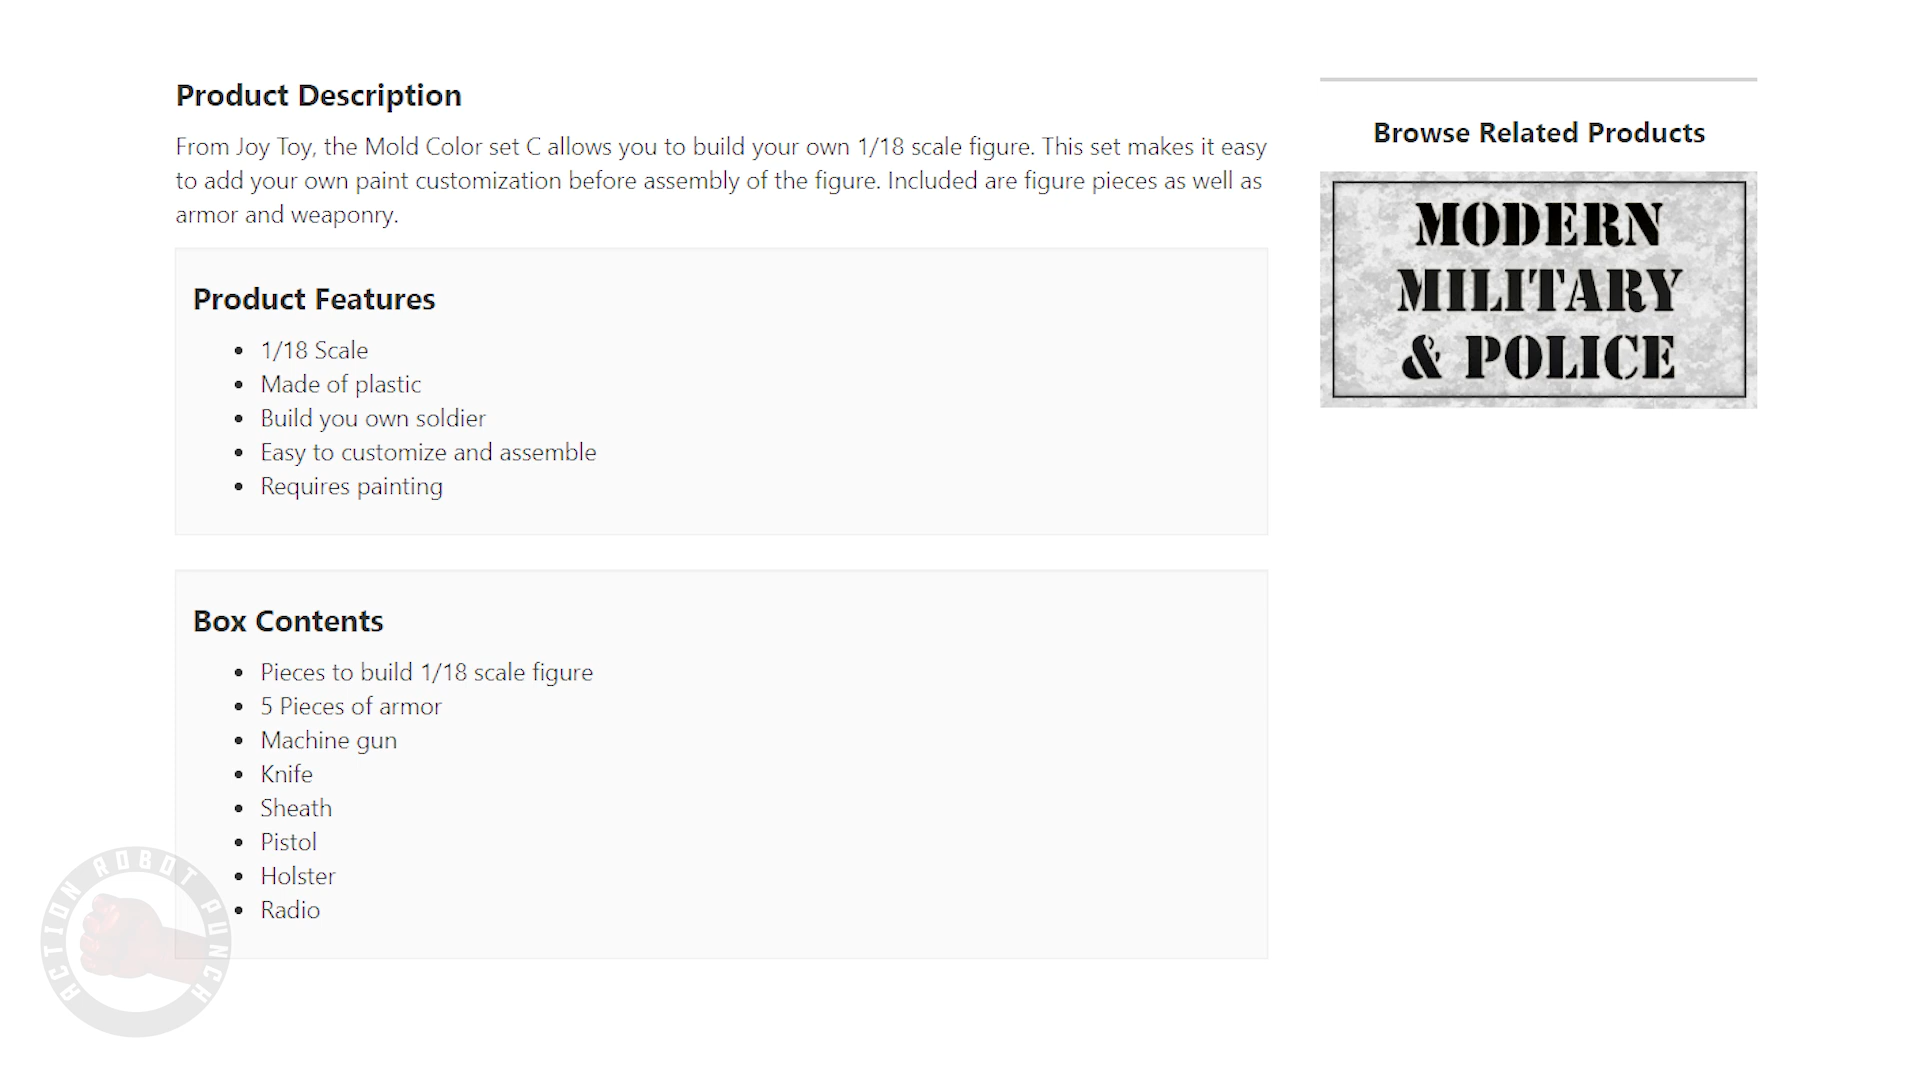 Product Description
From Joy Toy, the Mold Color set C allows you to build your own 1/18 scale figure. This set makes it easy
to add your own paint customization before assembly of the figure. Included are figure pieces as well as
armor and weaponry.
Product Features
1/18 Scale
Made of plastic
Build you own soldier
Easy to customize and assemble
Requires painting
Box Contents
Pieces to build 1/18 scale figure
5 Pieces of armor
Machine gun
Knife
Sheath
Pistol
Holster
Radio
Browse Related Products
MODERN
MILITARY
& POLICE
ACTION ROBOT PUNCH